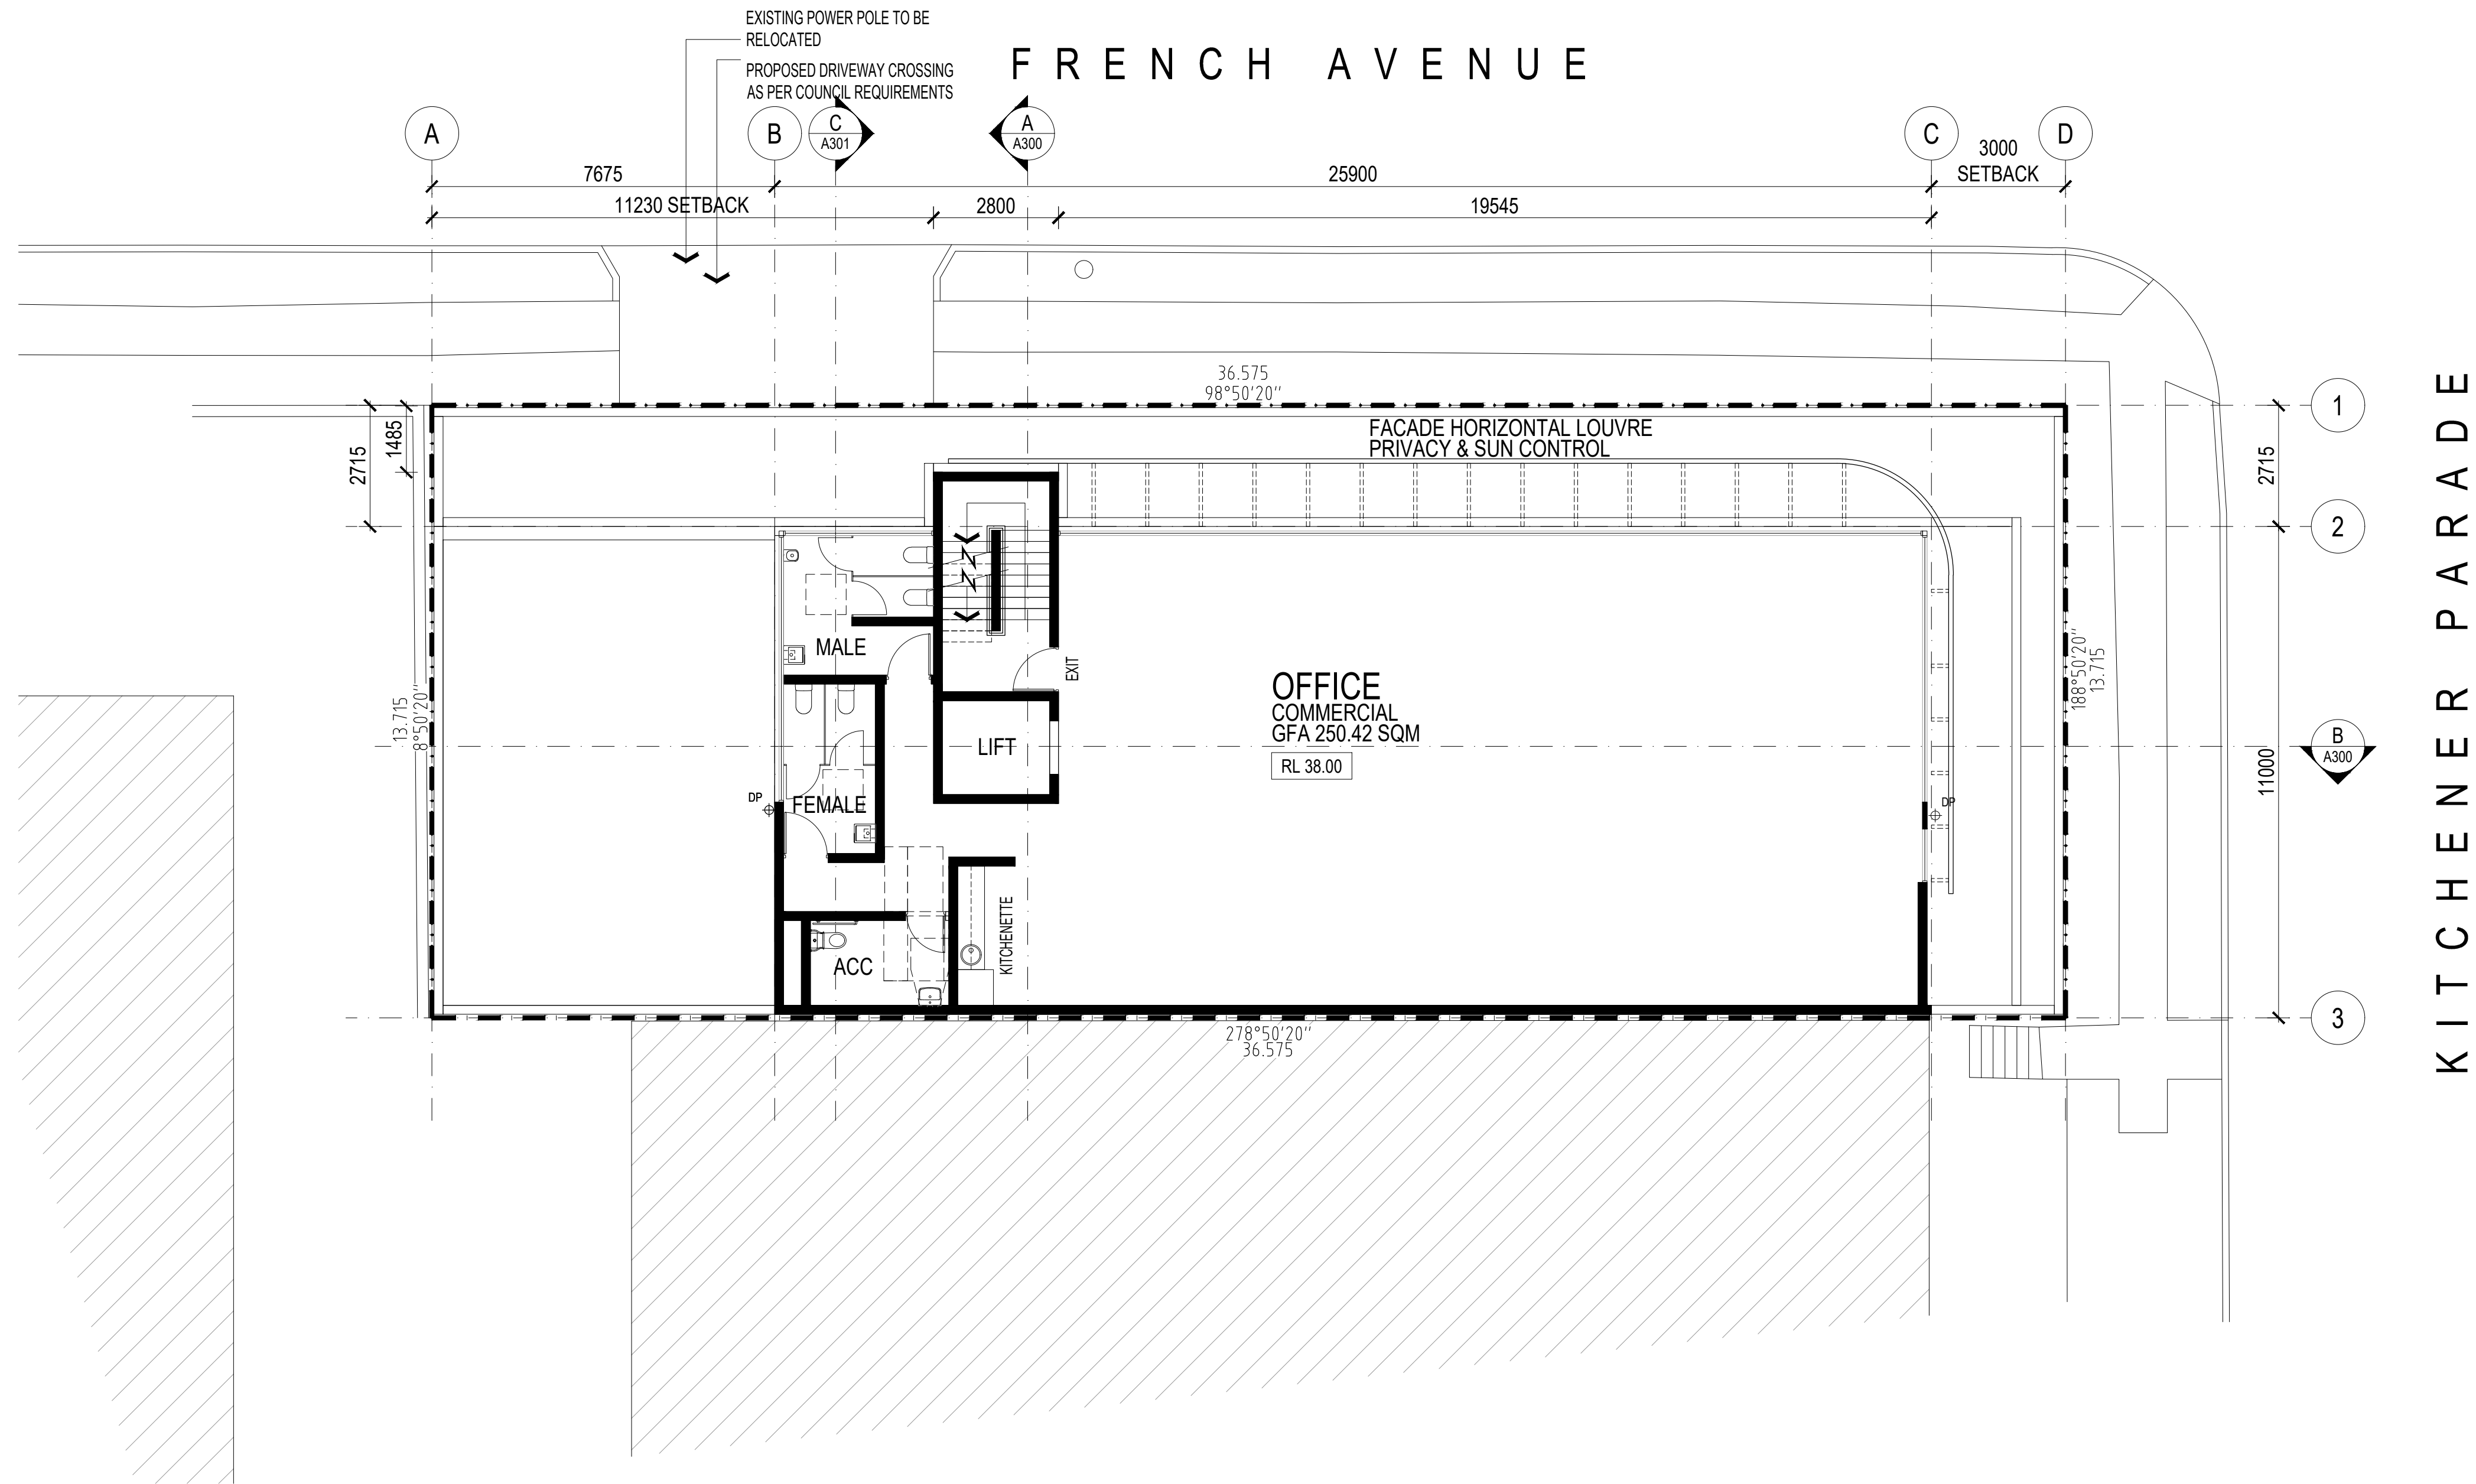 EXISTING POWER POLE TO BE
RELOCATED
PROPOSED DRIVEWAY CROSSING
AS PER COUNCIL REQUIREMENTS
FRENCH AVENUE
A
B
C
A301
A
A300
C
D
7675
25900
3000
SETBACK
11230 SETBACK
2800
19545
36.575
98°50'20''
1
2
3
2715
1485
2715
11000
FACADE HORIZONTAL LOUVRE
PRIVACY & SUN CONTROL
MALE
EXIT
OFFICE
COMMERCIAL
GFA 250.42 SQM
RL 38.00
LIFT
13.715
8°50'20''
188°50'20''
13.715
B
A300
DP
FEMALE
DP
KITCHENETTE
ACC
278°50'20''
36.575
KITCHENER PARADE